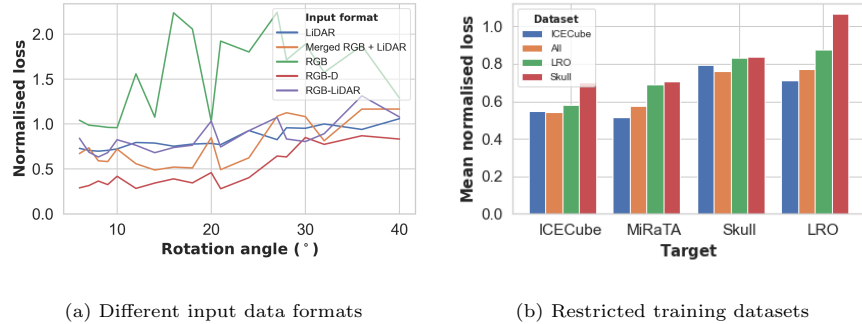 Normalised loss
2.0
1.5
1.0
0.5
0.0
10
20
30
40
Rotation angle (°)
Input format
LiDAR
Merged RGB + LiDAR
RGB
RGB-D
RGB-LiDAR
(a) Different input data formats
Mean normalised loss
1.0
0.8
0.6
0.4
0.2
0.0
ICECube
MiRaTA
Skull
LRO
Target
Dataset
ICECube
All
LRO
Skull
(b) Restricted training datasets